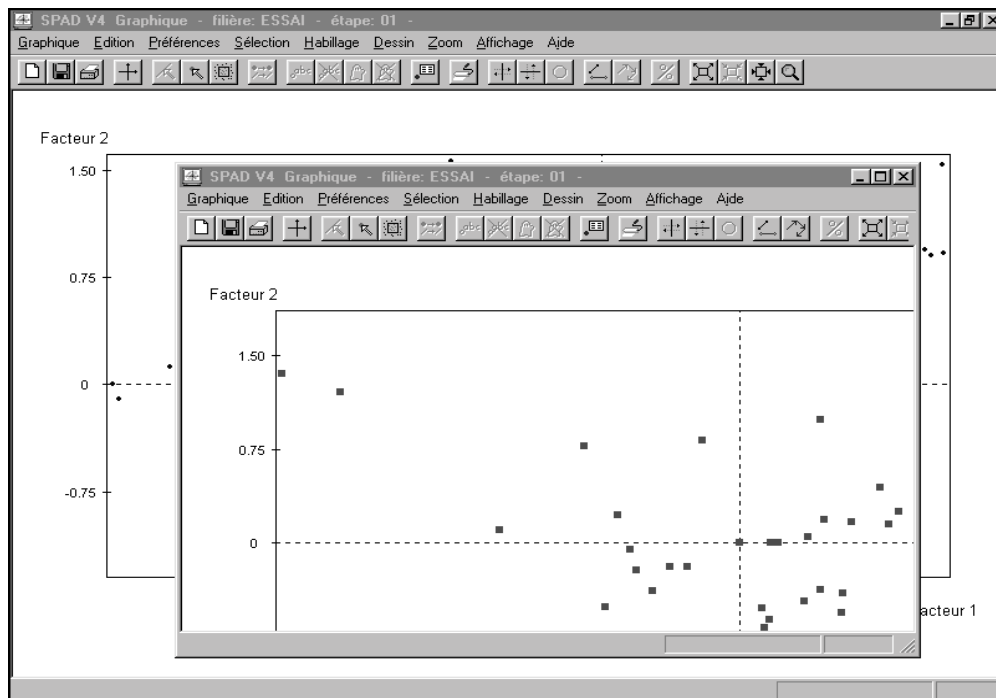 SPAD V4 Graphique - filière: ESSAI - étape: 01 -
Graphique Edition Préférences Sélection Habillage Dessin Zoom Affichage Aide
abc
%
Facteur 2
1.50
0.75
0
-0.75
acteur 1
SPAD V4 Graphique - filière: ESSAI - étape: 01 -
Graphique Edition Préférences Sélection Habillage Dessin Zoom Affichage Aide
abc
%
Facteur 2
1.50
0.75
0